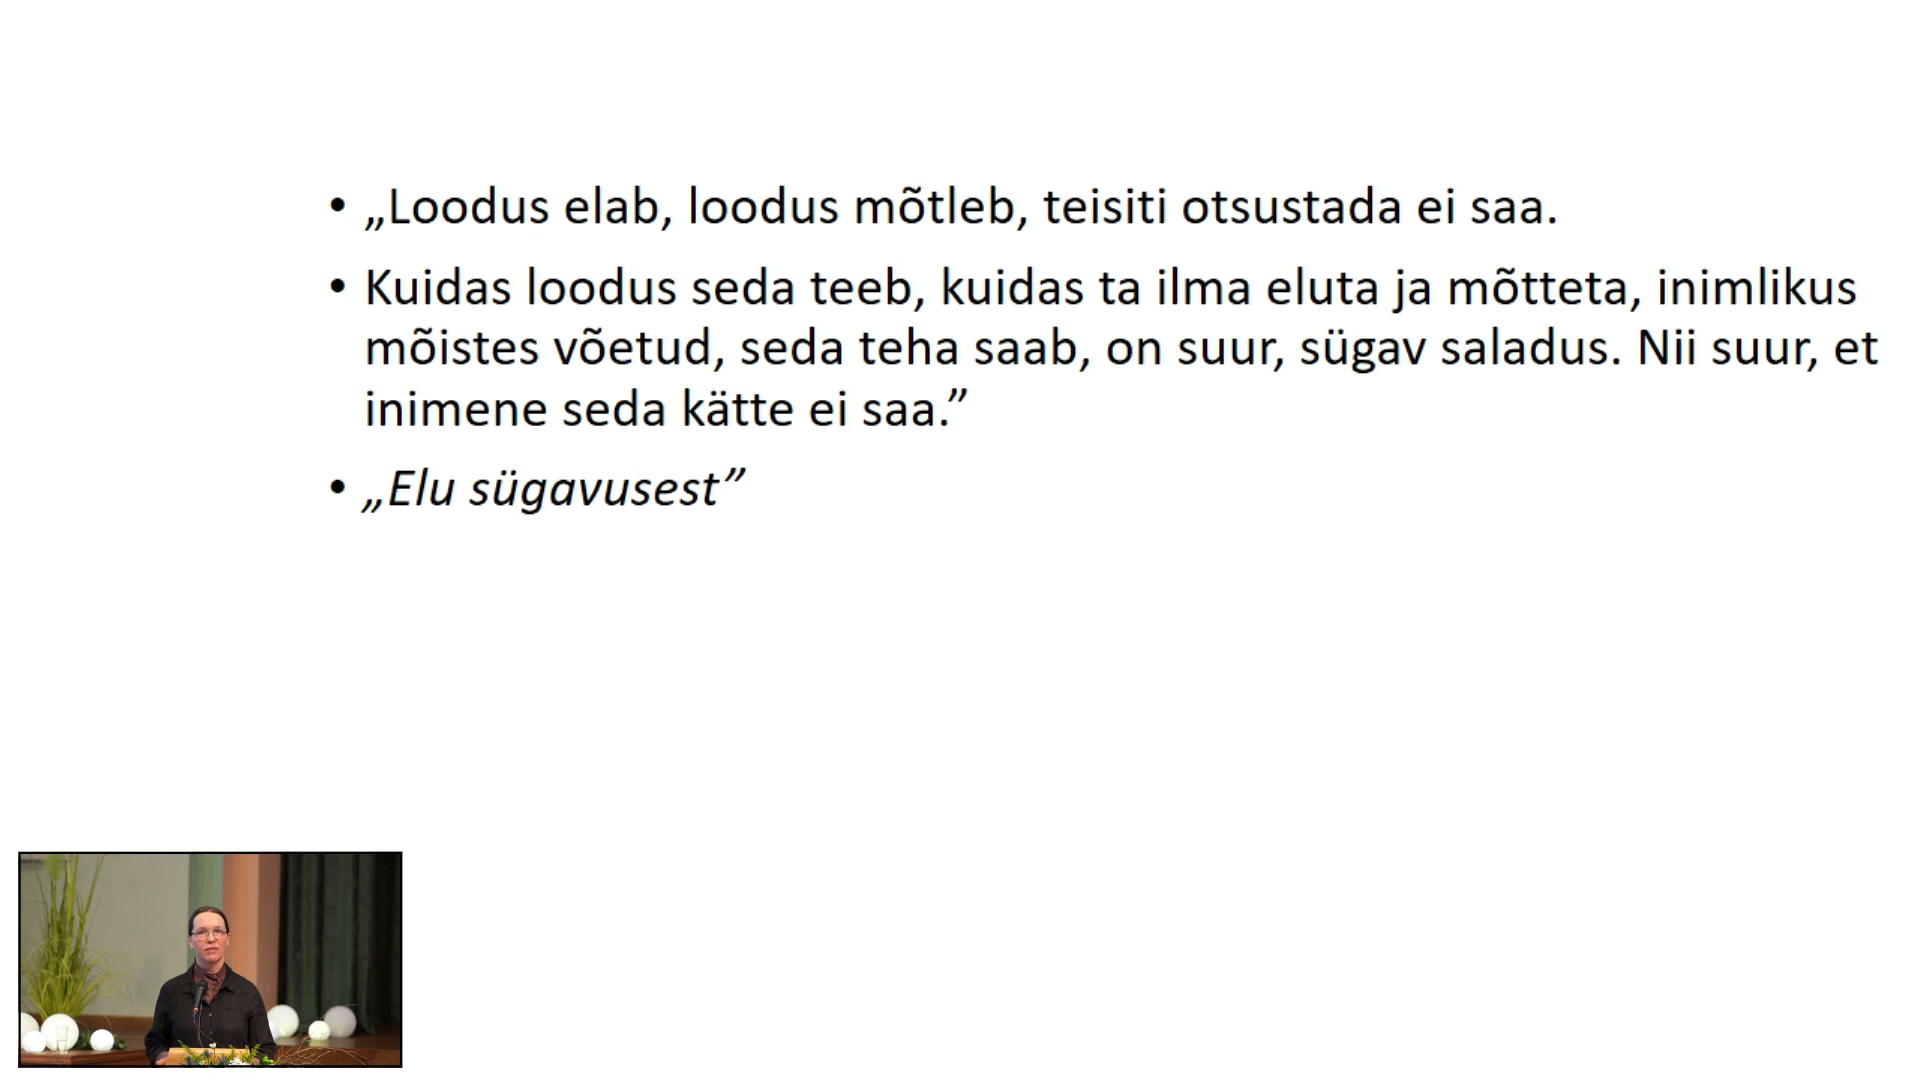 • „Loodus elab, loodus mõtleb, teisiti otsustada ei saa.
• Kuidas loodus seda teeb, kuidas ta ilma eluta ja mõtteta, inimlikus
mõistes võetud, seda teha saab, on suur, sügav saladus. Nii suur, et
inimene seda kätte ei saa.”
• „Elu sügavusest”